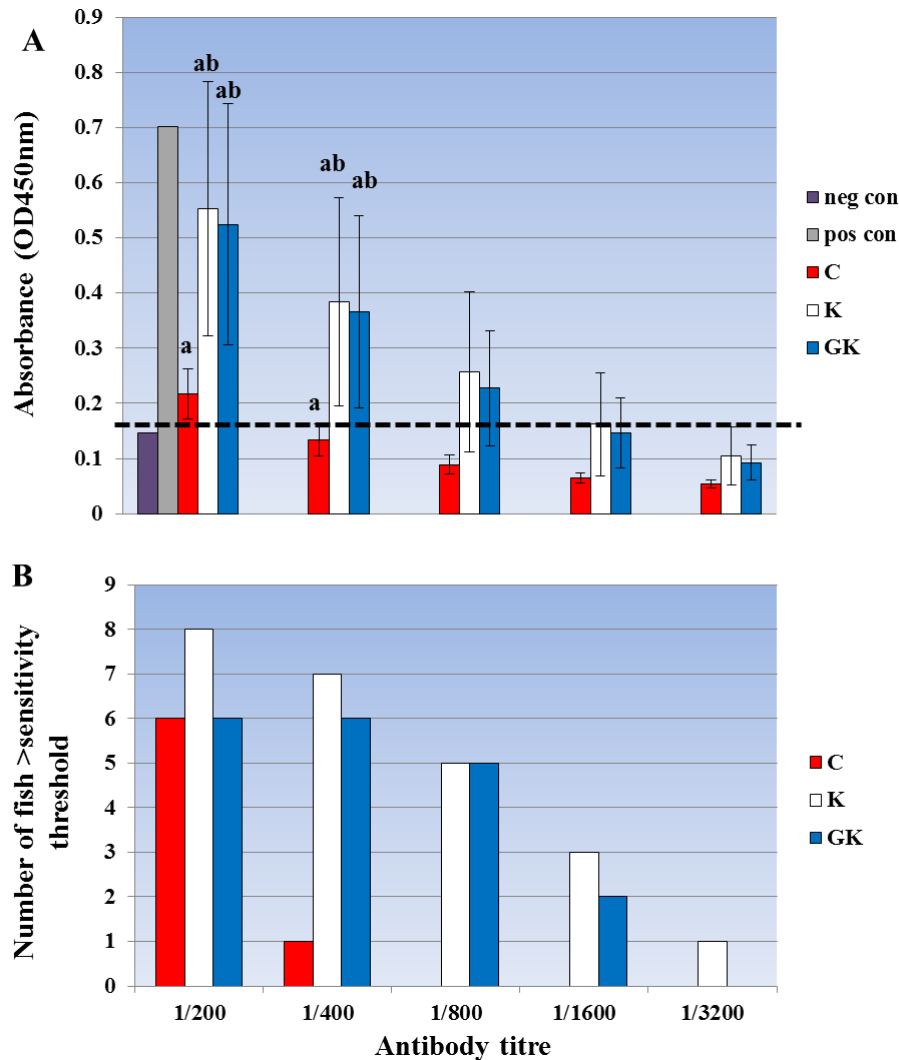 A
0.9
0.8
0.7
0.6
0.5
0.4
0.3
0.2
0.1
0
Absorbance (OD450nm)
ab
ab
a
ab
ab
a
neg con
pos con
C
K
GK
B
9
8
7
6
5
4
3
2
1
0
Number of fish >sensitivity
threshold
C
K
GK
1/200
1/400
1/800
1/1600
1/3200
Antibody titre